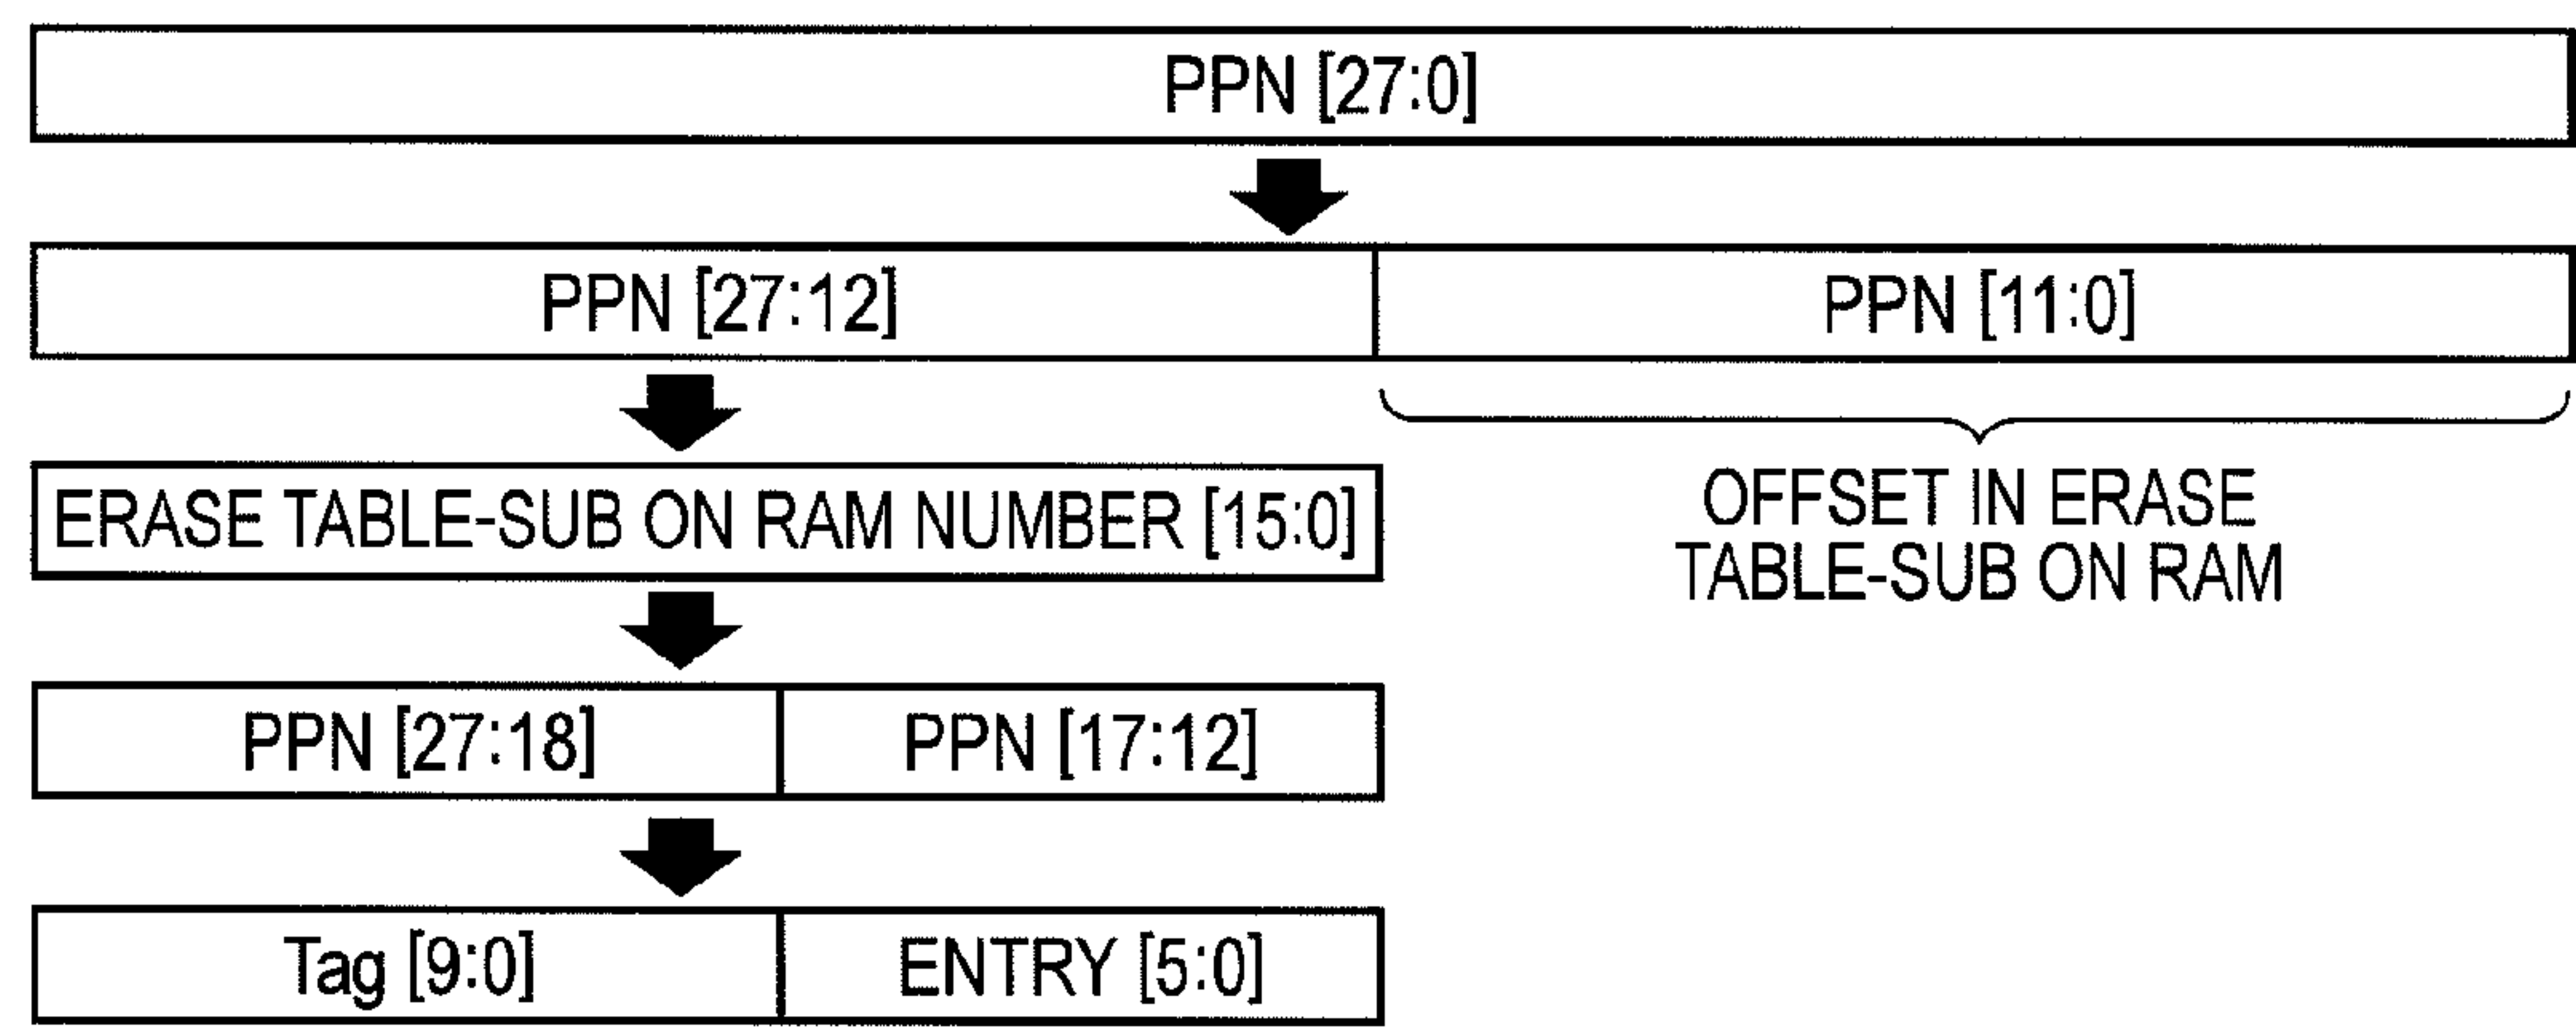 PPN [27:0]
PPN [27:12]
PPN [11:0]
ERASE TABLE-SUB ON RAM NUMBER [15:0]
OFFSET IN ERASE
TABLE-SUB ON RAM
PPN [27:18]
PPN [17:12]
Tag [9:0]
ENTRY [5:0]